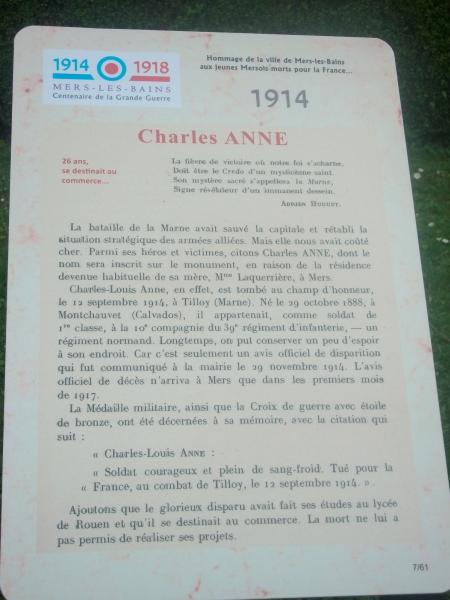 1914 1918
MERS-LES-BAINS
Centenaire de la Grande Guerre
Hommage de la ville de Mers-les-Bains
aux jeunes Mersois morts pour la France...
1914
Charles ANNE
26 ans,
se destinait au
commerce...
La fièvre de victoire où notre foi s'acharne,
Doit être le Credo d'un mysticisme saint.
Son mystère sacré s'appellera la Marne,
Signe révélateur d'un immanent dessein.
ADRIEN HUGUET.
La bataille de la Marne avait sauvé la capitale et rétabli la
situation stratégique des armées alliées. Mais elle nous avait coûté
cher. Parmi ses héros et victimes, citons Charles ANNE, dont le
nom sera inscrit sur le monument, en raison de la résidence
devenue habituelle de sa mère, Mme Laquerrière, à Mers.
Charles-Louis Anne, en effet, est tombé au champ d'honneur,
le 12 septembre 1914, à Tilloy (Marne). Né le 29 octobre 1888, à
Montchauvet (Calvados), il appartenait, comme soldat de
1re classe, à la 10e compagnie du 39e régiment d'infanterie, — un
régiment normand. Longtemps, on put conserver un peu d'espoir
à son endroit. Car c'est seulement un avis officiel de disparition
qui fut communiqué à la mairie le 29 novembre 1914. L'avis
officiel de décès n'arriva à Mers que dans les premiers mois
de 1917.
La Médaille militaire, ainsi que la Croix de guerre avec étoile
de bronze, ont été décernées à sa mémoire, avec la citation qui
suit :
« Charles-Louis ANNE :
« Soldat courageux et plein de sang-froid. Tué pour la
« France, au combat de Tilloy, le 12 septembre 1914. » .
Ajoutons que le glorieux disparu avait fait ses études au lycée
de Rouen et qu'il se destinait au commerce. La mort ne lui a
pas permis de réaliser ses projets.
7/61